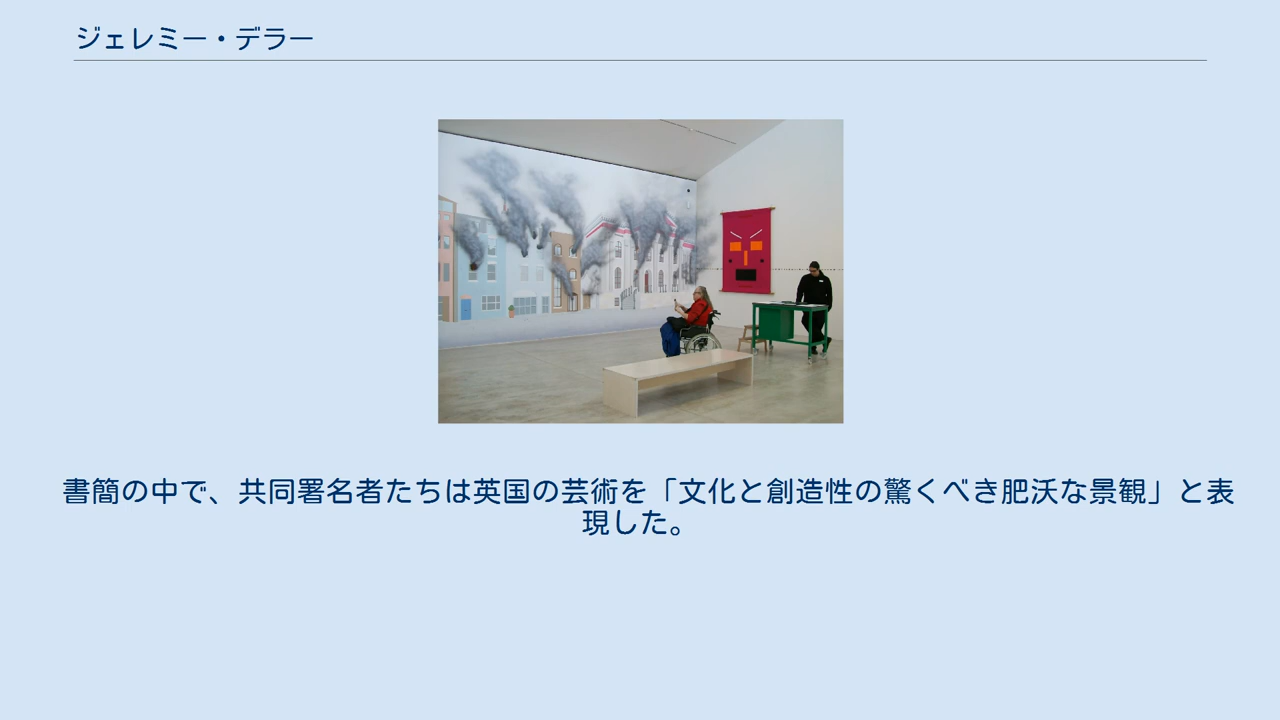 ジェレミー・デラー
書簡の中で、共同署名者たちは英国の芸術を「文化と創造性の驚くべき肥沃な景観」と表
現した。